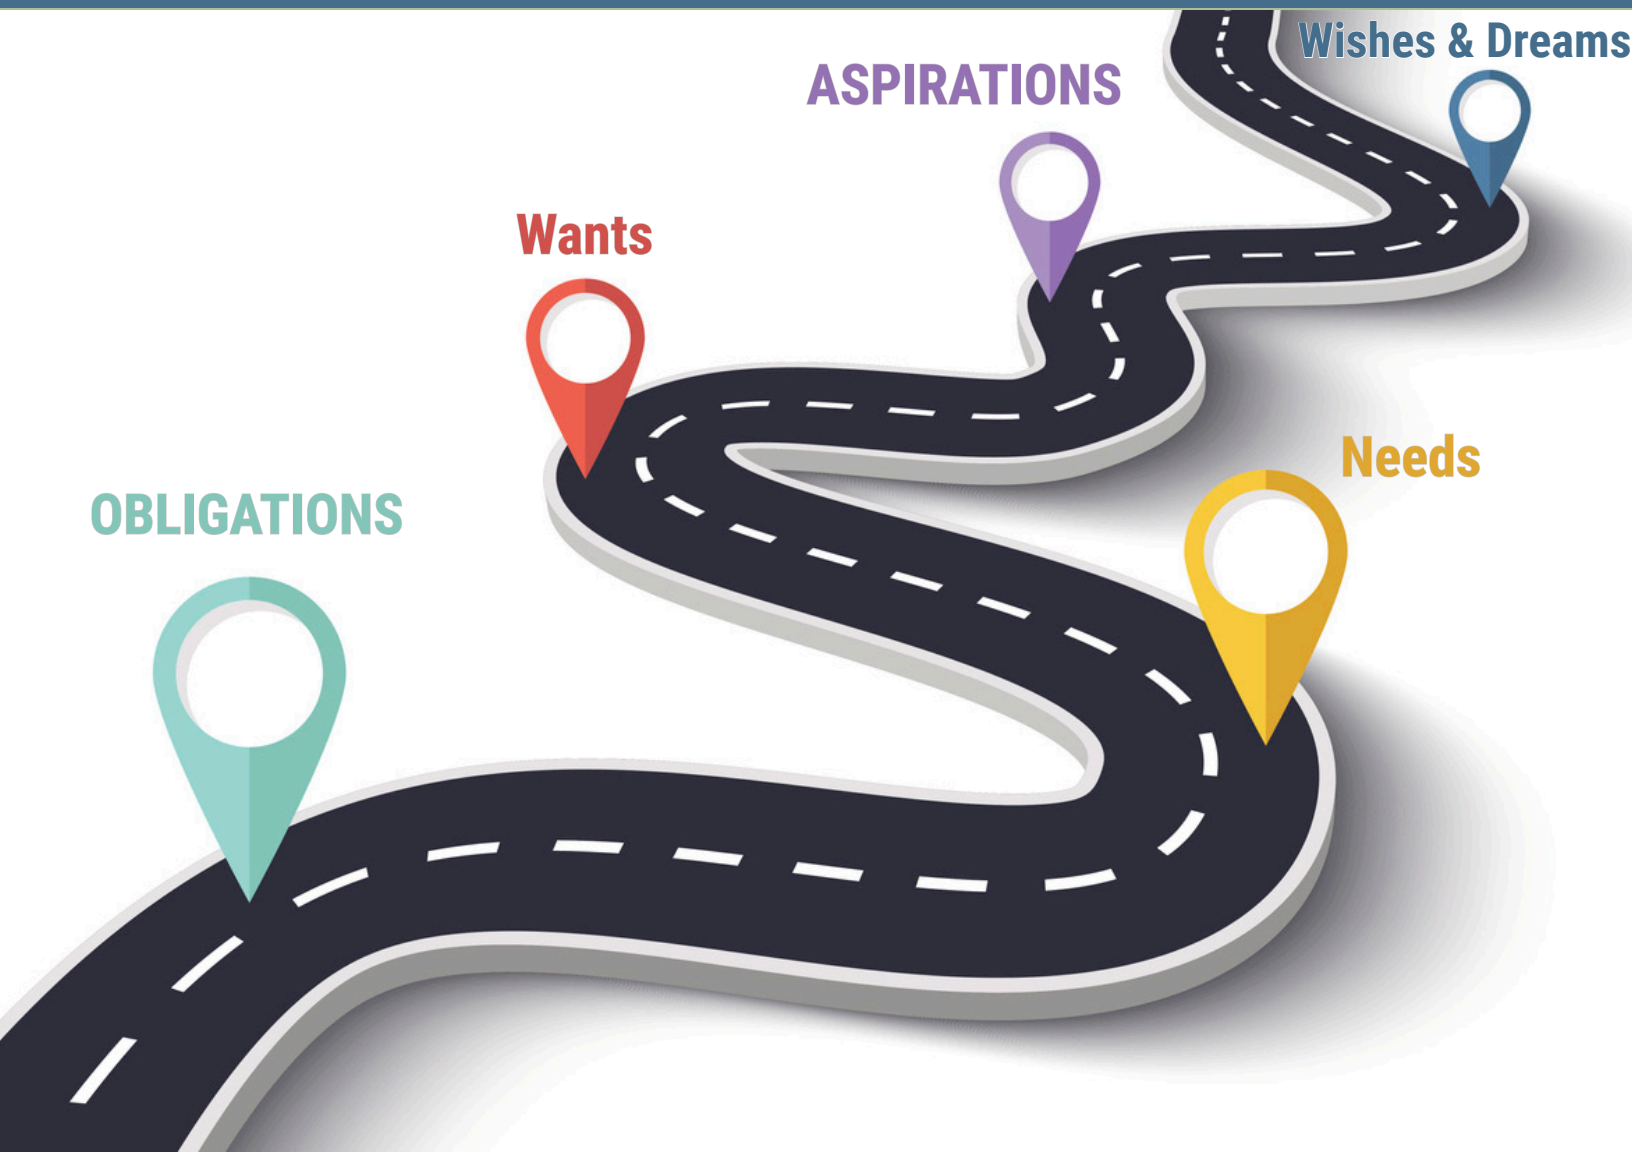 Wishes & Dreams
ASPIRATIONS
Wants
Needs
OBLIGATIONS